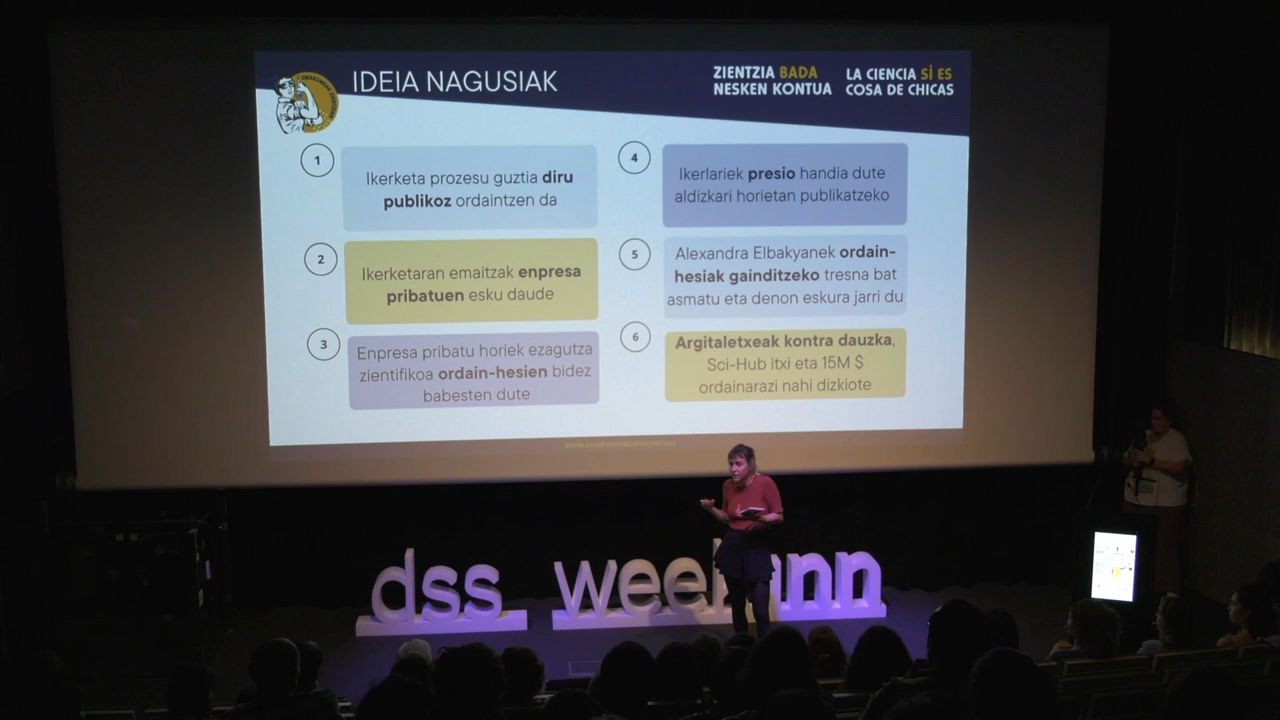 IDEIA NAGUSIAK
ZIENTZIA BADA
NESKEN KONTUA
LA CIENCIA SÍ ES
COSA DE CHICAS
1
Ikerketa prozesu guztia diru
publikoz ordaintzen da
2
Ikerketaran emaitzak enpresa
pribatuen esku daude
3
Enpresa pribatu horiek ezagutza
zientifikoa ordain-hesien bidez
babesten dute
4
Ikerlariek presio handia dute
aldizkari horietan publikatzeko
5
Alexandra Elbakyanek ordain-
hesiak gainditzeko tresna bat
asmatu eta denon eskura jarri du
6
Argitaletxeak kontra dauzka,
Sci-Hub itxi eta 15M $
ordainarazi nahi dizkiote
dss weekinn